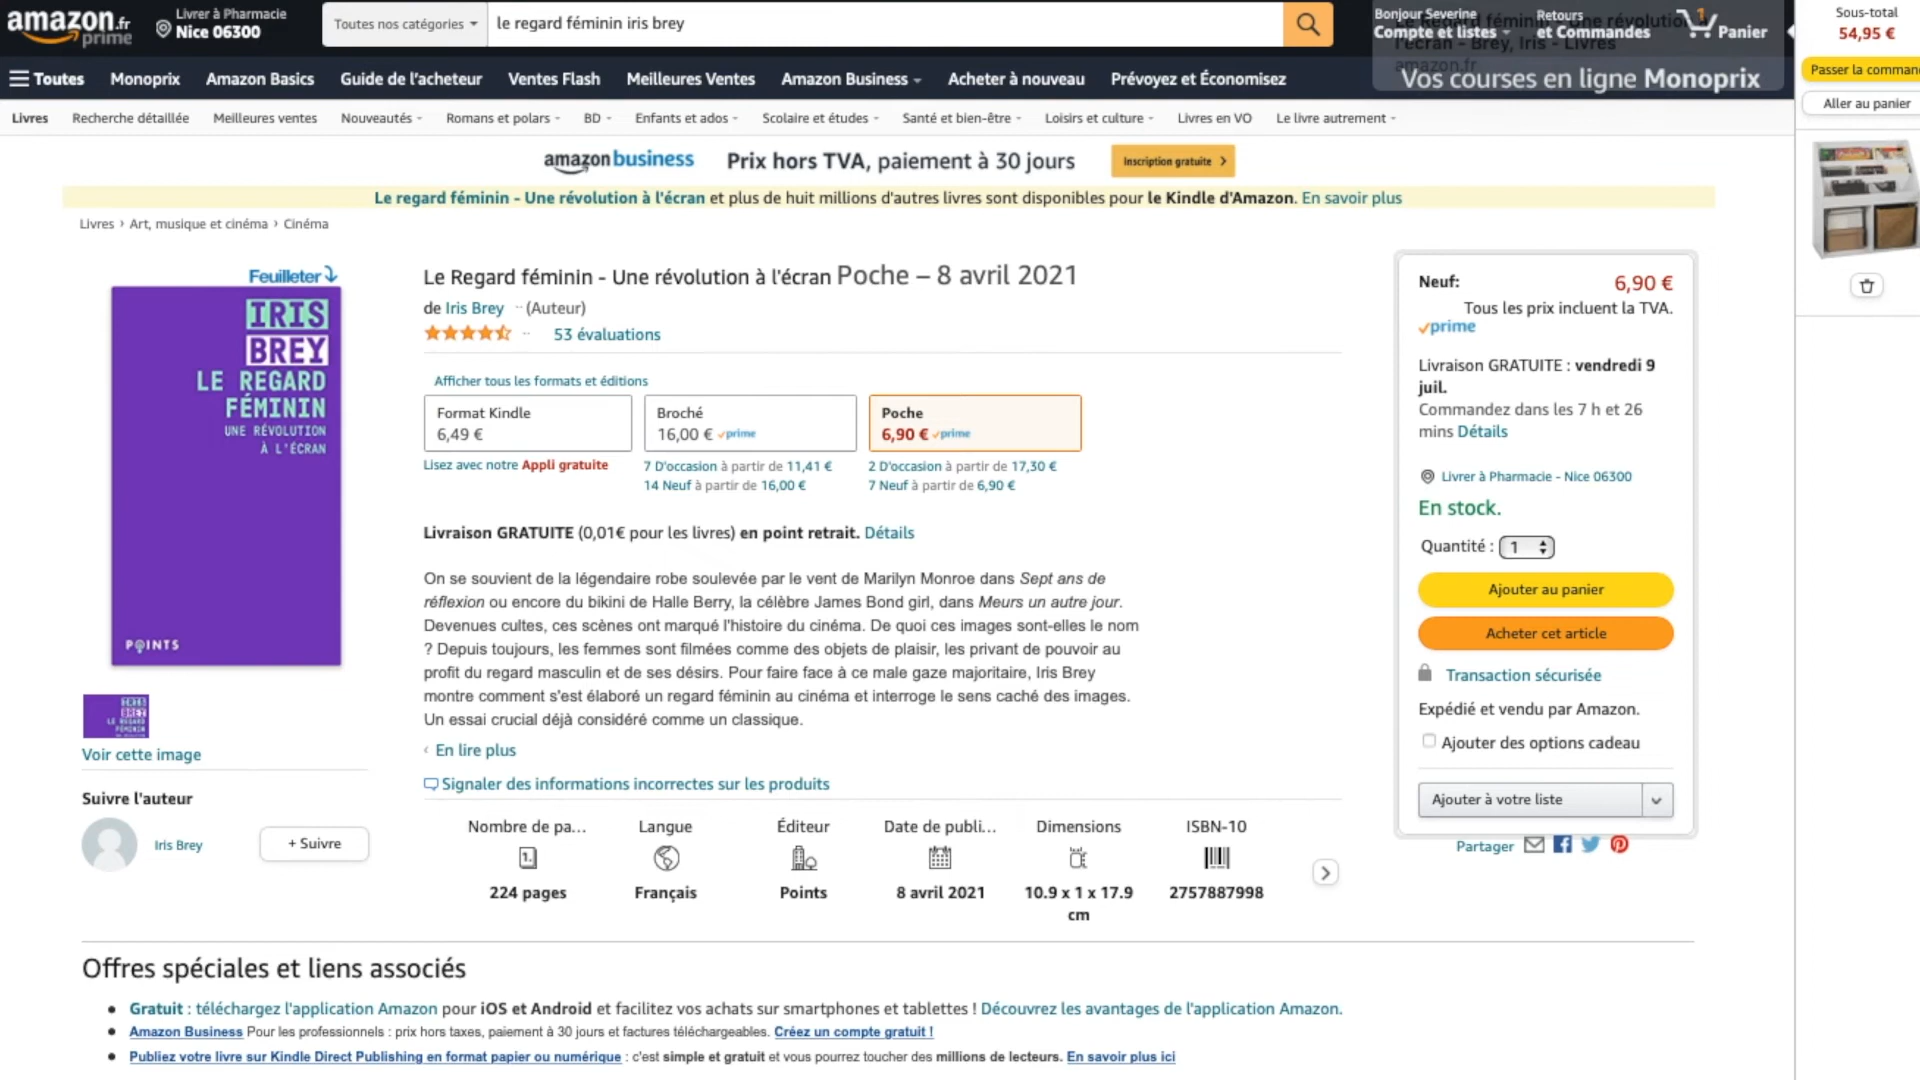 amazon.fr
prime
Livrer à Pharmacie
Nice 06300
Toutes nos catégories
le regard féminin iris brey
Bonjour Severine
Compte et listes
Retours
et Commandes
1
Panier
Sous-total
54,95 €
Toutes
Monoprix
Amazon Basics
Guide de l'acheteur
Ventes Flash
Meilleures Ventes
Amazon Business
Acheter à nouveau
Prévoyez et Économisez
Vos courses en ligne Monoprix
Passer la comman
Aller au panier
Livres
Recherche détaillée
Meilleures ventes
Nouveautés
Romans et polars
BD
Enfants et ados
Scolaire et études
Santé et bien-être
Loisirs et culture
Livres en VO
Le livre autrement
amazon business
Prix hors TVA, paiement à 30 jours
Inscription gratuite
Le regard féminin - Une révolution à l'écran et plus de huit millions d'autres livres sont disponibles pour le Kindle d'Amazon. En savoir plus
Livres › Art, musique et cinéma › Cinéma
Feuilleter
IRIS
BREY
LE REGARD
FÉMININ
UNE RÉVOLUTION
À L'ÉCRAN
POINTS
Voir cette image
Suivre l'auteur
Iris Brey
+ Suivre
Le Regard féminin - Une révolution à l'écran Poche – 8 avril 2021
de Iris Brey (Auteur)
53 évaluations
Afficher tous les formats et éditions
Format Kindle
6,49 €
Lisez avec notre Appli gratuite
Broché
16,00 € prime
7 D'occasion à partir de 11,41 €
14 Neuf à partir de 16,00 €
Poche
6,90 € prime
2 D'occasion à partir de 17,30 €
7 Neuf à partir de 6,90 €
Livraison GRATUITE (0,01€ pour les livres) en point retrait. Détails
On se souvient de la légendaire robe soulevée par le vent de Marilyn Monroe dans Sept ans de
réflexion ou encore du bikini de Halle Berry, la célèbre James Bond girl, dans Meurs un autre jour.
Devenues cultes, ces scènes ont marqué l'histoire du cinéma. De quoi ces images sont-elles le nom
? Depuis toujours, les femmes sont filmées comme des objets de plaisir, les privant de pouvoir au
profit du regard masculin et de ses désirs. Pour faire face à ce male gaze majoritaire, Iris Brey
montre comment s'est élaboré un regard féminin au cinéma et interroge le sens caché des images.
Un essai crucial déjà considéré comme un classique.
‹ En lire plus
Signaler des informations incorrectes sur les produits
Nombre de pa...
224 pages
Langue
Français
Éditeur
Points
Date de publi...
8 avril 2021
Dimensions
10.9 x 1 x 17.9
cm
ISBN-10
2757887998
Neuf:
6,90 €
Tous les prix incluent la TVA.
prime
Livraison GRATUITE : vendredi 9
juil.
Commandez dans les 7 h et 26
mins Détails
Livrer à Pharmacie - Nice 06300
En stock.
Quantité : 1
Ajouter au panier
Acheter cet article
Transaction sécurisée
Expédié et vendu par Amazon.
Ajouter des options cadeau
Ajouter à votre liste
Partager
Offres spéciales et liens associés
Gratuit : téléchargez l'application Amazon pour iOS et Android et facilitez vos achats sur smartphones et tablettes ! Découvrez les avantages de l'application Amazon.
Amazon Business Pour les professionnels : prix hors taxes, paiement à 30 jours et factures téléchargeables. Créez un compte gratuit !
Publiez votre livre sur Kindle Direct Publishing en format papier ou numérique : c'est simple et gratuit et vous pourrez toucher des millions de lecteurs. En savoir plus ici